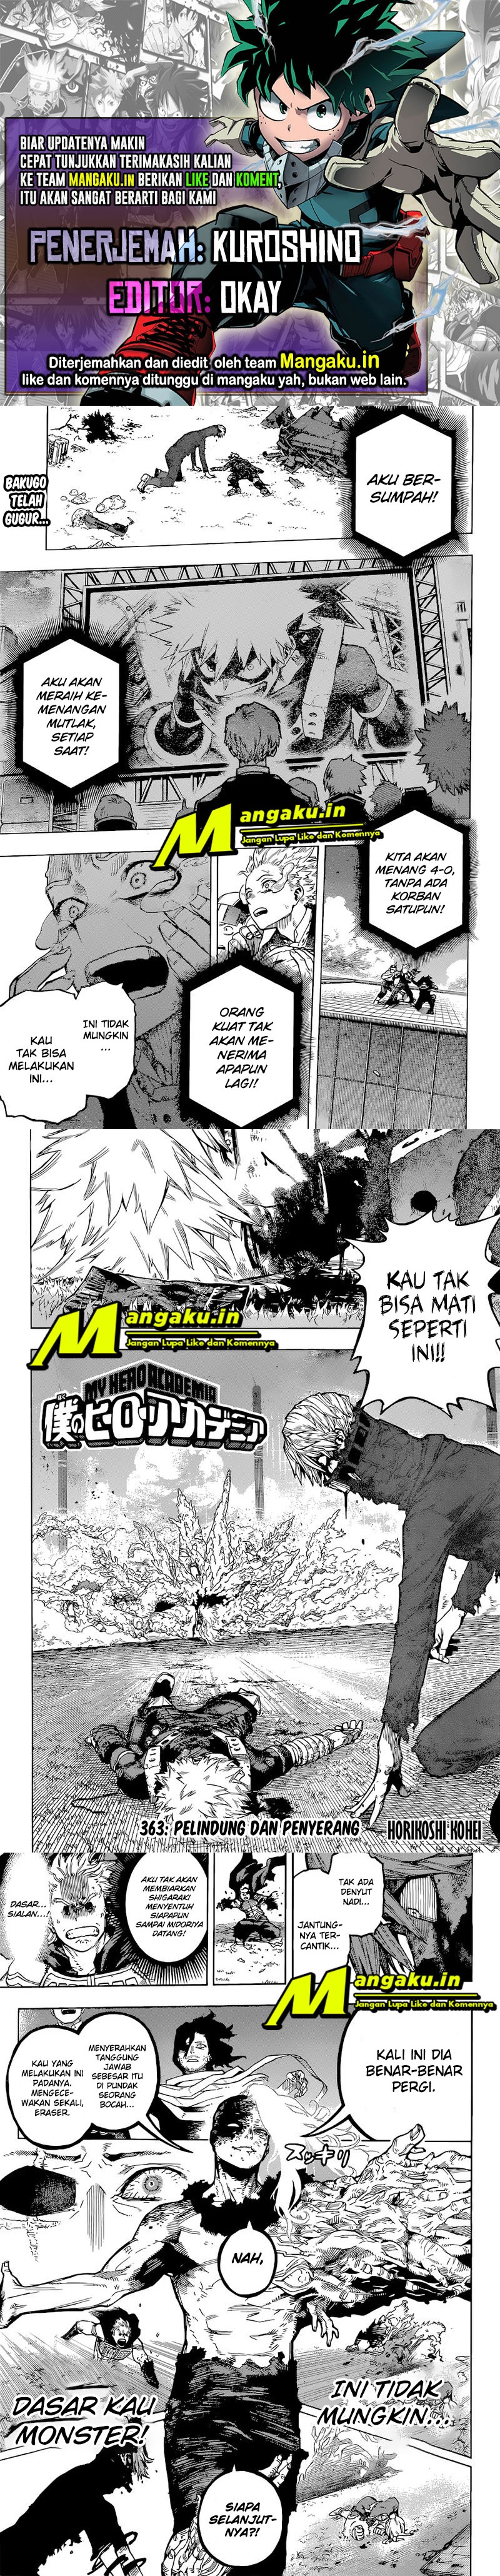 BIAR UPDATENYA MAKIN
CEPAT TUNJUKKAN TERIMAKASIH KALIAN
KE TEAM MANGAKU.IN BERIKAN LIKE DAN KOMENT,
ITU AKAN SANGAT BERARTI BAGI KAMI
PENERJEMAH: KUROSHINO
EDITOR: OKAY
Diterjemahkan dan diedit oleh team Mangaku.in
like dan komennya ditunggu di mangaku yah, bukan web lain.
AKU BER-
SUMPAH!
BAKUGO
TELAH
GUGUR...
AKU AKAN
MERAIH KE-
MENANGAN
MUTLAK,
SETIAP
SAAT!
Mangaku.in
Jangan Lupa Like dan Komennya
KITA AKAN
MENANG 4-0,
TANPA ADA
KORBAN
SATUPUN!
ORANG
KUAT TAK
AKAN ME-
NERIMA
APAPUN
LAGI!
INI TIDAK
MUNGKIN
...
KAU
TAK BISA
MELAKUKAN
INI...
KAU TAK
BISA MATI
SEPERTI
INI!!
Mangaku.in
Jangan Lupa Like dan Komennya
MY HERO ACADEMIA
僕のヒーローアカデミア
363: PELINDUNG DAN PENYERANG
HORIKOSHI KOHEI
TAK ADA
DENYUT
NADI...
JANTUNG-
NYA TER-
CANTIK...
AKU TAK AKAN
MEMBIARKAN
SHIGARAKI
MENYENTUH
SIAPAPUN
SAMPAI MIDORIYA
DATANG!
DASAR...
SIALAN...!
Mangaku.in
Jangan Lupa Like dan Komennya
KALI INI DIA
BENAR-BENAR
PERGI.
MENYERAHKAN
TANGGUNG
JAWAB
SEBESAR ITU
DI PUNDAK
SEORANG
BOCAH...
KAU YANG
MELAKUKAN INI
PADANYA.
MENGECE-
WAKAN SEKALI,
ERASER.
スッキリ
NAH,
INI TIDAK
MUNGKIN...
DASAR KAU
MONSTER!
SIAPA
SELANJUT-
NYA?!